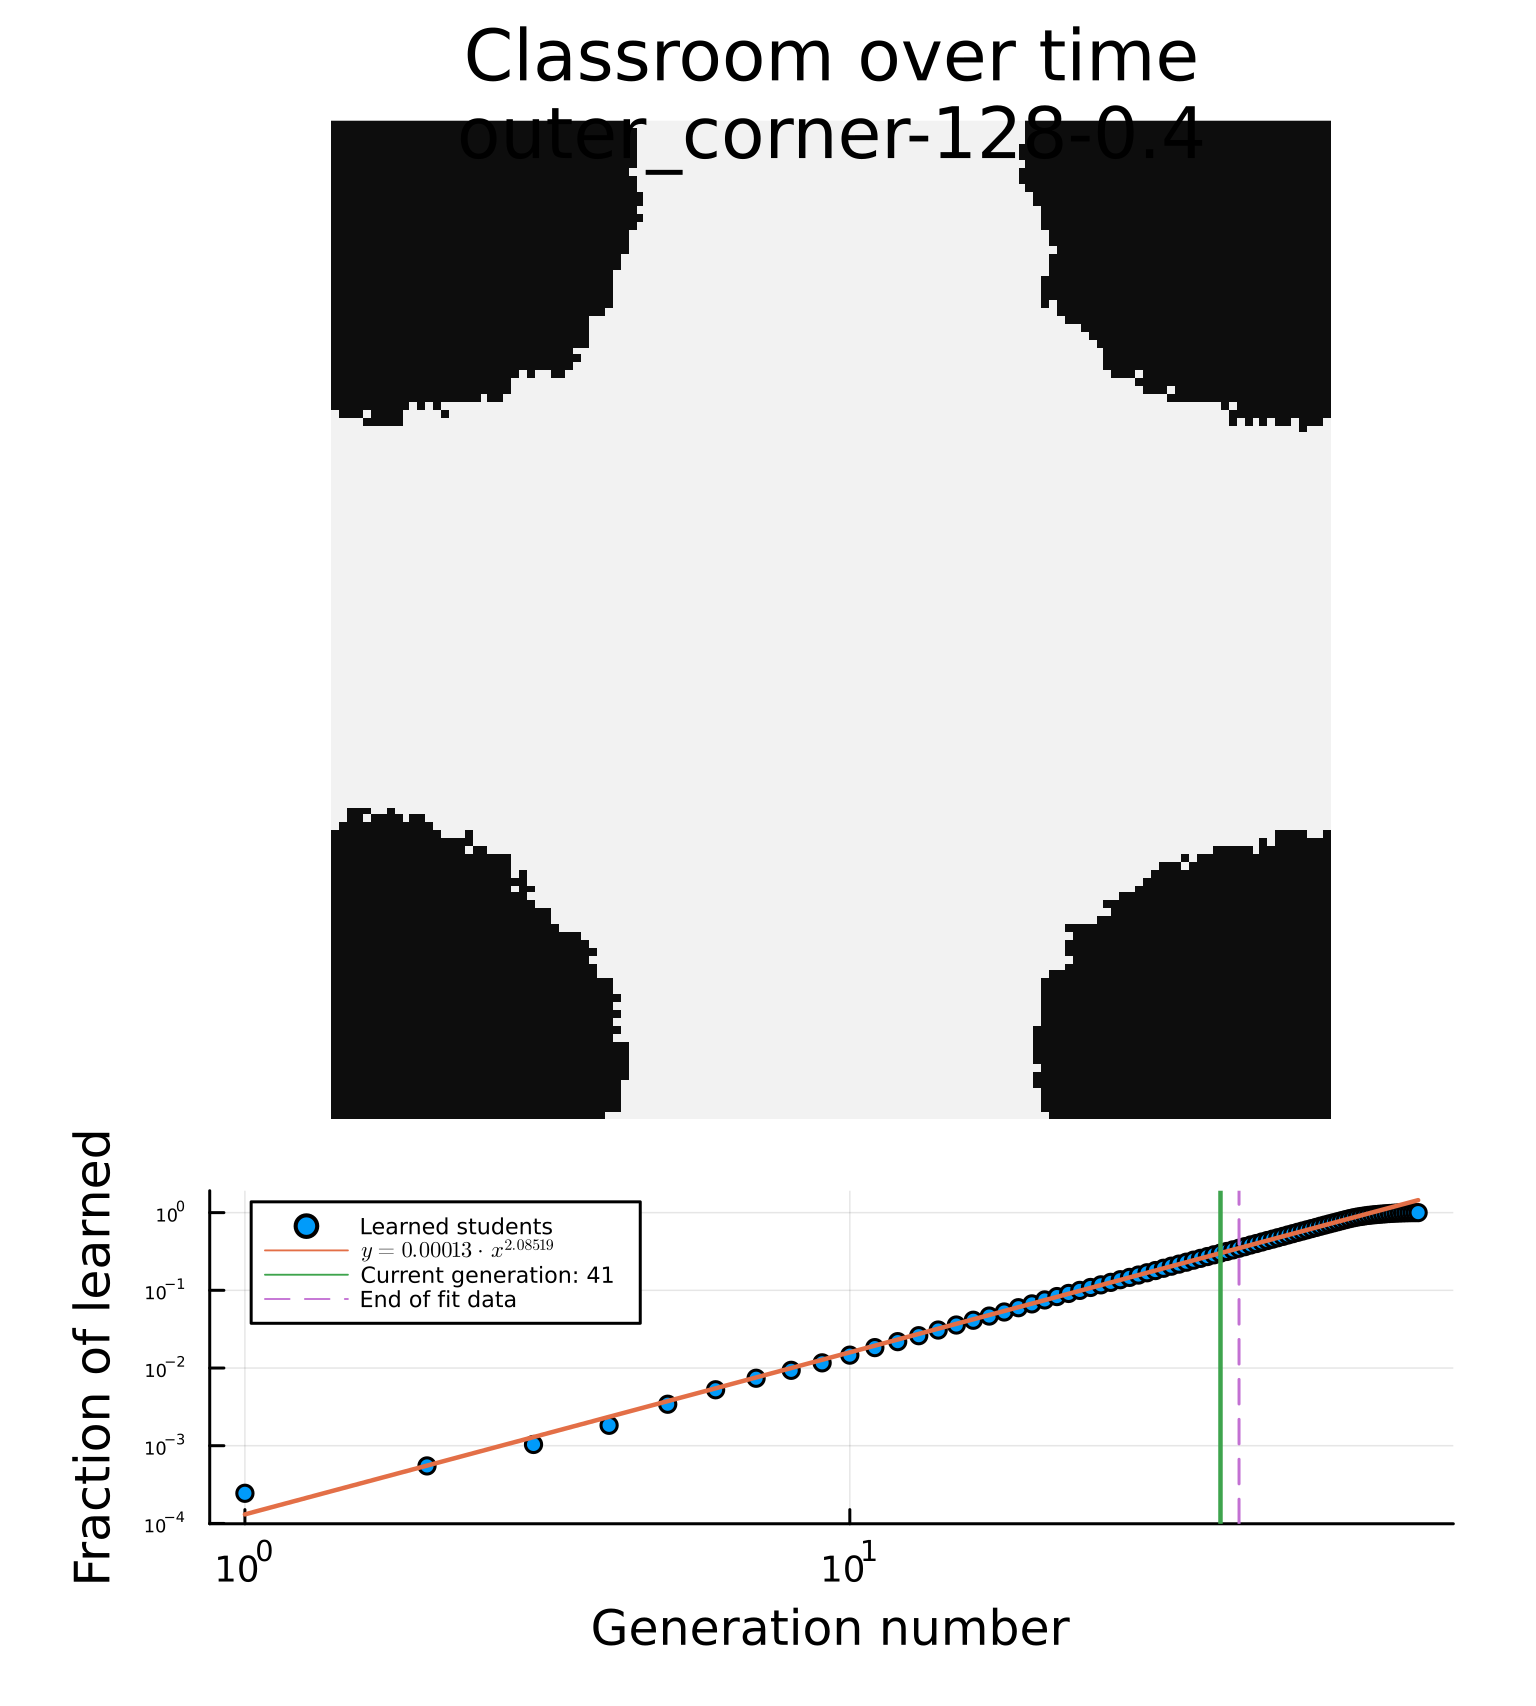 Classroom over time
outer_corner-128-0.4
Fraction of learned
10^0
10^-1
10^-2
10^-3
10^-4
Learned students
y = 0.00013 · x^2.08519
Current generation: 41
End of fit data
10^0
10^1
Generation number